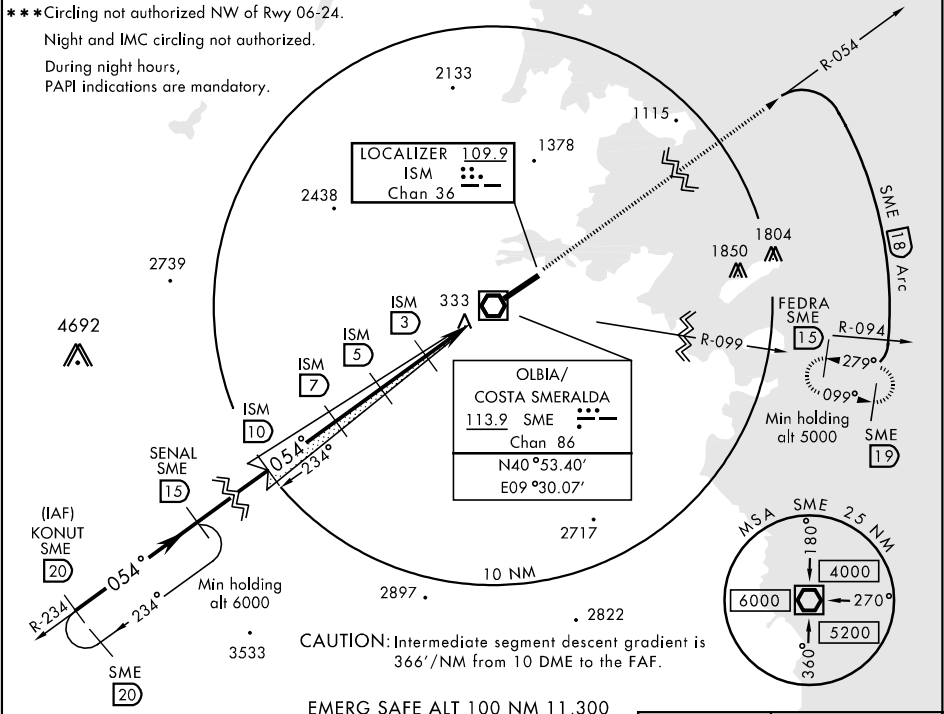 ***Circling not authorized NW of Rwy 06-24.
Night and IMC circling not authorized.
During night hours,
PAPI indications are mandatory.
2133
R-054
1115
LOCALIZER 109.9
ISM
Chan 36
1378
2438
SME 18 Arc
1850
1804
2739
4692
333
ISM
3
ISM
5
ISM
7
ISM
10
FEDRA
SME
15
R-094
R-099
279°
099°
Min holding
alt 5000
SME
19
OLBIA/
COSTA SMERALDA
113.9 SME
Chan 86
N40°53.40'
E09°30.07'
054°
234°
SENAL
SME
15
(IAF)
KONUT
SME
20
054°
R-234
234°
Min holding
alt 6000
SME
20
2717
10 NM
2897
2822
3533
MSA SME 25 NM
180°
4000
6000
270°
5200
360°
CAUTION: Intermediate segment descent gradient is
366'/NM from 10 DME to the FAF.
EMERG SAFE ALT 100 NM 11,300